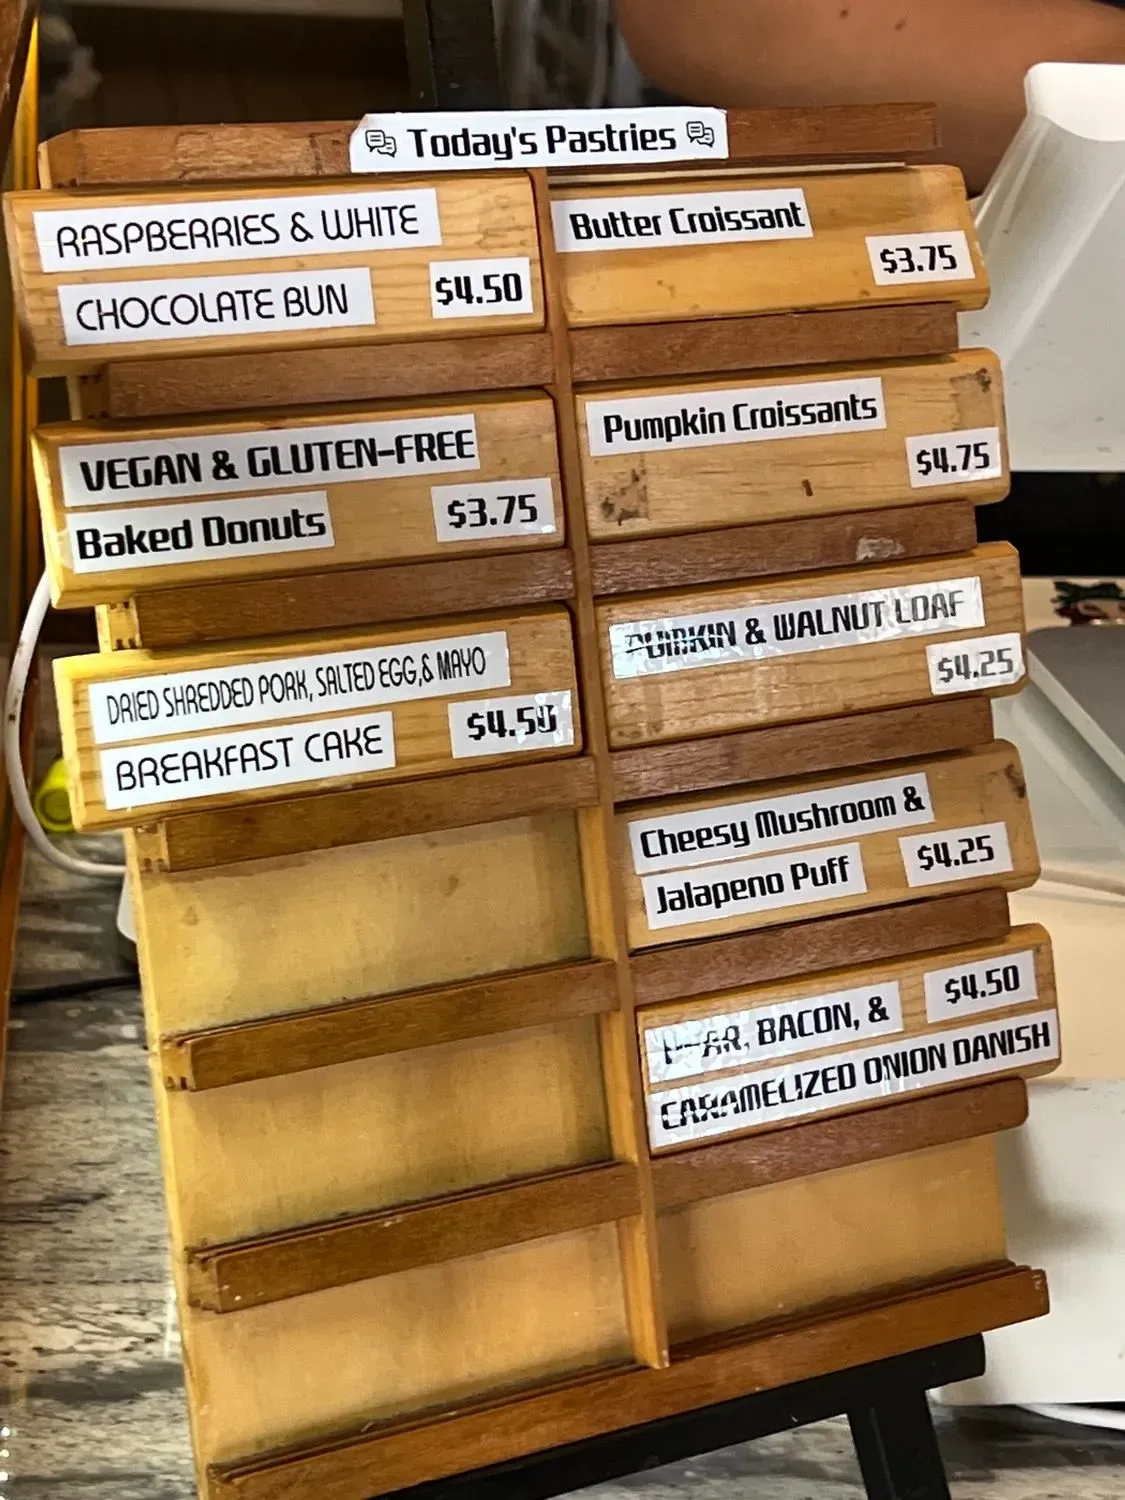 Today's Pastries
RASPBERRIES & WHITE
CHOCOLATE BUN $4.50
VEGAN & GLUTEN-FREE
Baked Donuts $3.75
DRIED SHREDDED PORK, SALTED EGG,& MAYO
BREAKFAST CAKE $4.50
Butter Croissant
$3.75
Pumpkin Croissants
$4.75
& WALNUT LOAF
$4.25
Cheesy Mushroom &
Jalapeno Puff $4.25
BACON, & $4.50
CARAMELIZED ONION DANISH